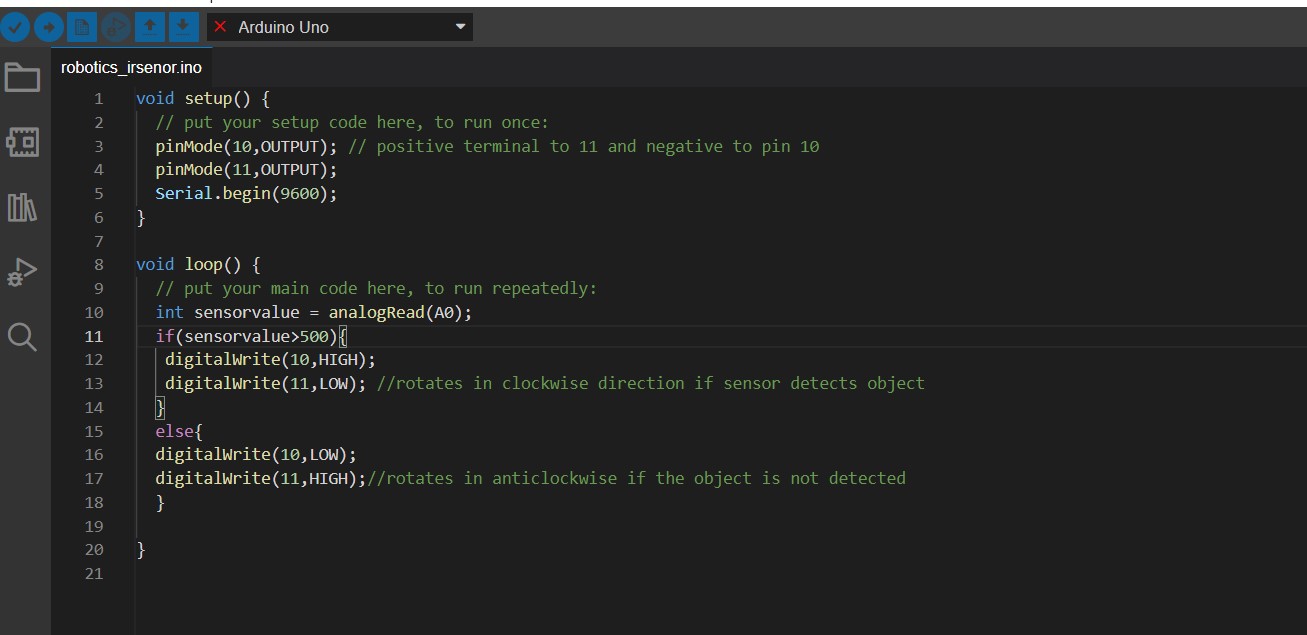 Arduino Uno
robotics_irsenor.ino
1 void setup() {
2 // put your setup code here, to run once:
3 pinMode(10,OUTPUT); // positive terminal to 11 and negative to pin 10
4 pinMode(11,OUTPUT);
5 Serial.begin(9600);
6 }
7
8 void loop() {
9 // put your main code here, to run repeatedly:
10 int sensorvalue = analogRead(A0);
11 if(sensorvalue>500){
12 digitalWrite(10,HIGH);
13 digitalWrite(11,LOW); //rotates in clockwise direction if sensor detects object
14 }
15 else{
16 digitalWrite(10,LOW);
17 digitalWrite(11,HIGH);//rotates in anticlockwise if the object is not detected
18 }
19
20 }
21